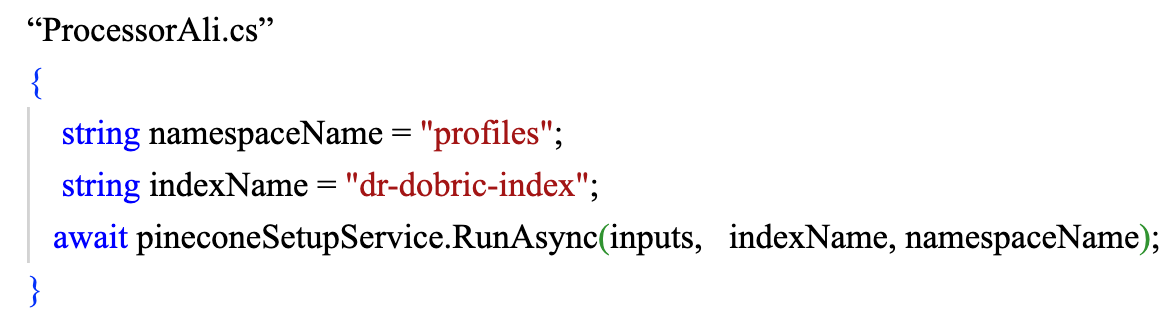 “ProcessorAli.cs”
{
string namespaceName = "profiles";
string indexName = "dr-dobric-index";
await pineconeSetupService.RunAsync(inputs, indexName, namespaceName);
}